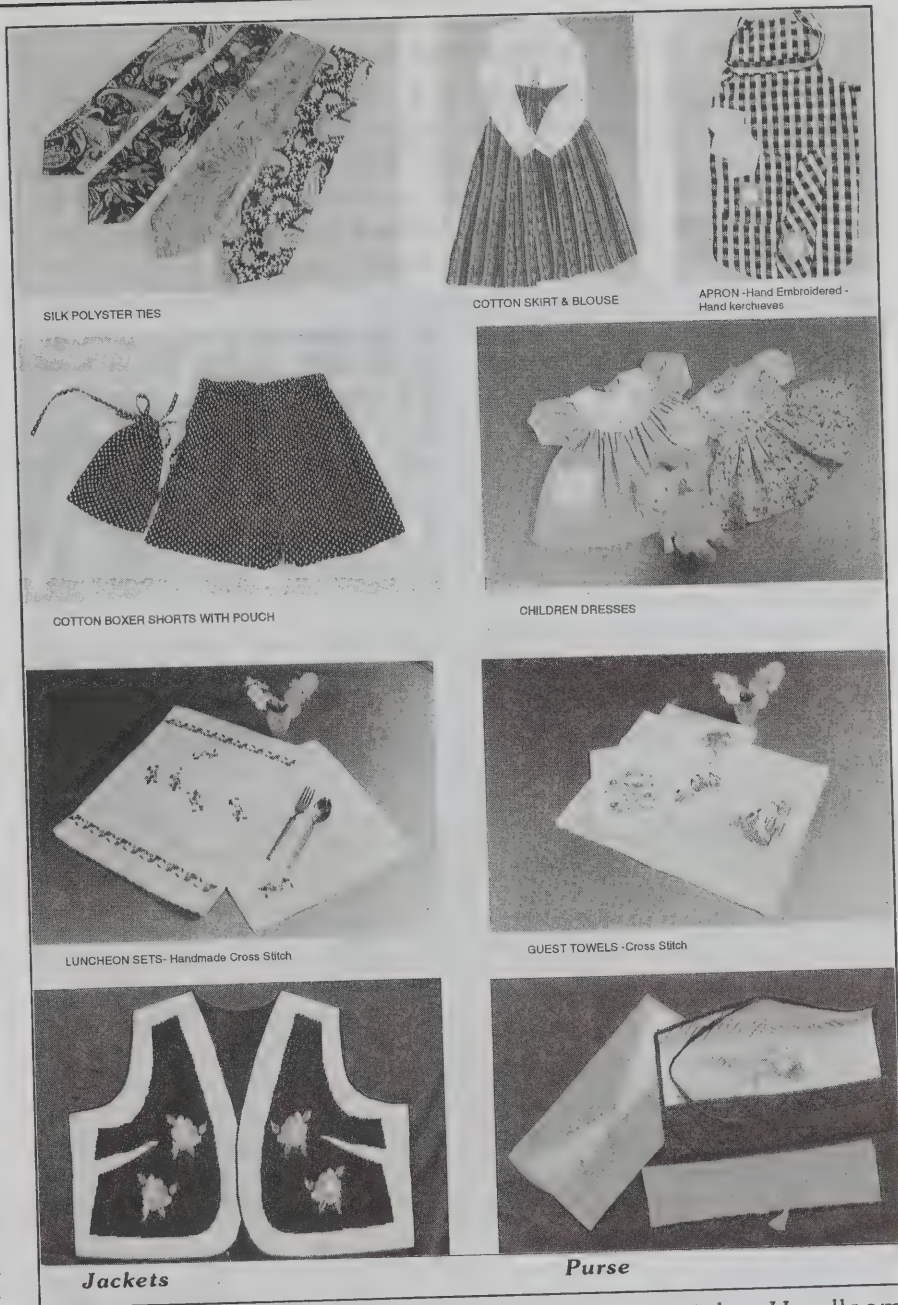 SILK POLYSTER TIES
COTTON SKIRT & BLOUSE
APRON -Hand Embroidered -
Hand kerchieves
COTTON BOXER SHORTS WITH POUCH
CHILDREN DRESSES
LUNCHEON SETS- Handmade Cross Stitch
GUEST TOWELS -Cross Stitch
Jackets
Purse